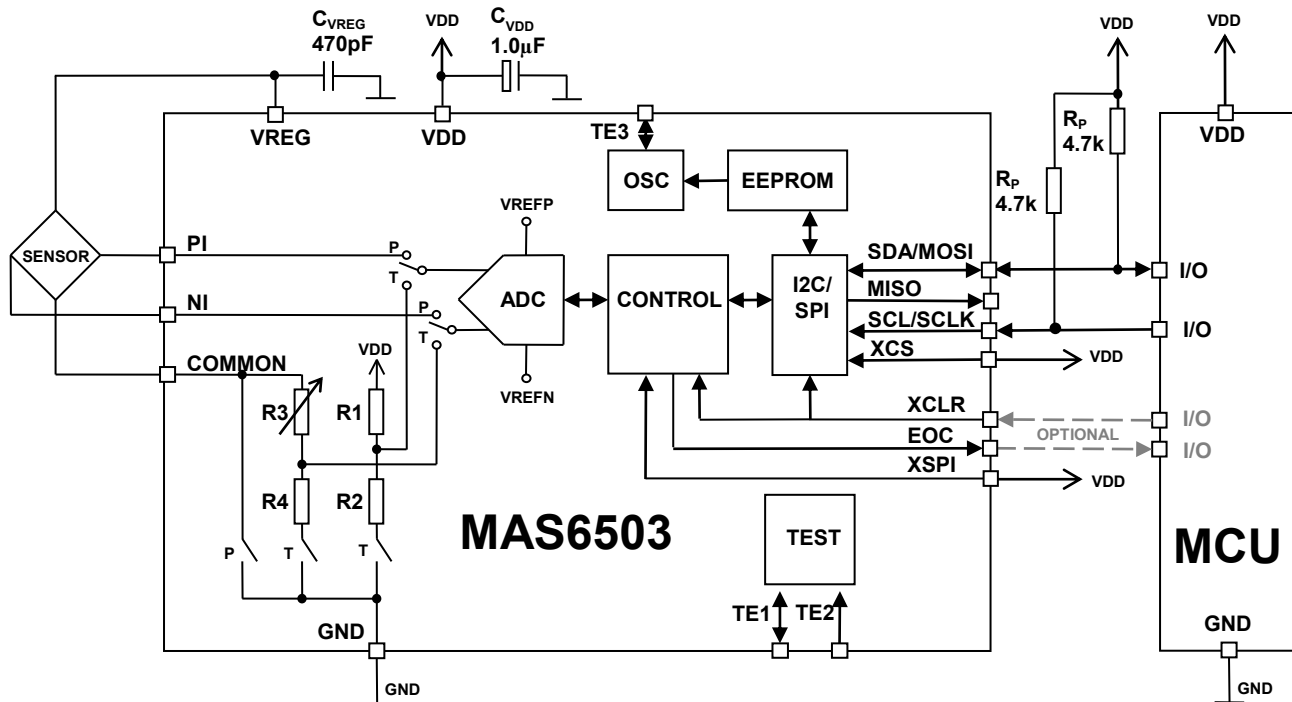 CVREG
470pF
VDD
CVDD
1.0µF
VDD
VDD
VREG
VDD
TE3
RP
4.7k
VDD
OSC
EEPROM
RP
4.7k
VREFP
SENSOR
PI
P
T
SDA/MOSI
I/O
ADC
CONTROL
I2C/
SPI
MISO
NI
P
T
SCL/SCLK
I/O
XCS
VDD
COMMON
VDD
VREFN
R3
R1
XCLR
I/O
EOC
OPTIONAL
I/O
XSPI
VDD
R4
R2
MAS6503
TEST
MCU
P
T
T
GND
TE1
TE2
GND
GND
GND